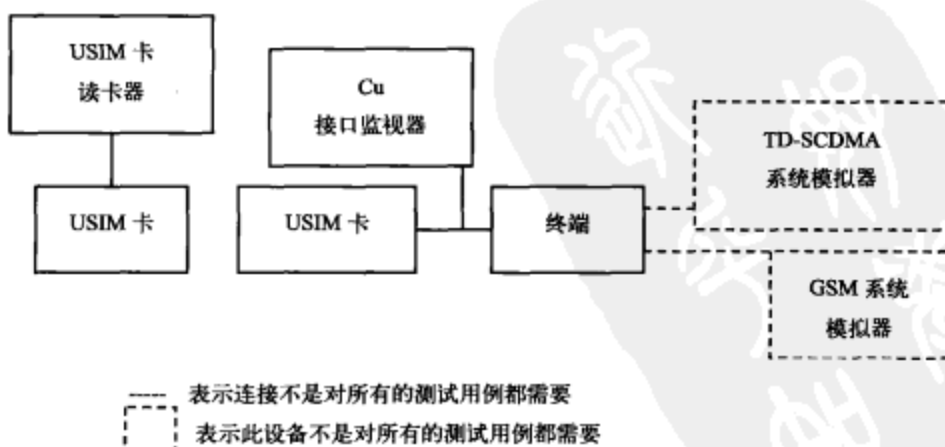 USIM 卡
读卡器
Cu
接口监视器
TD-SCDMA
系统模拟器
USIM 卡
USIM 卡
终端
GSM 系统
模拟器
表示连接不是对所有的测试用例都需要
表示此设备不是对所有的测试用例都需要